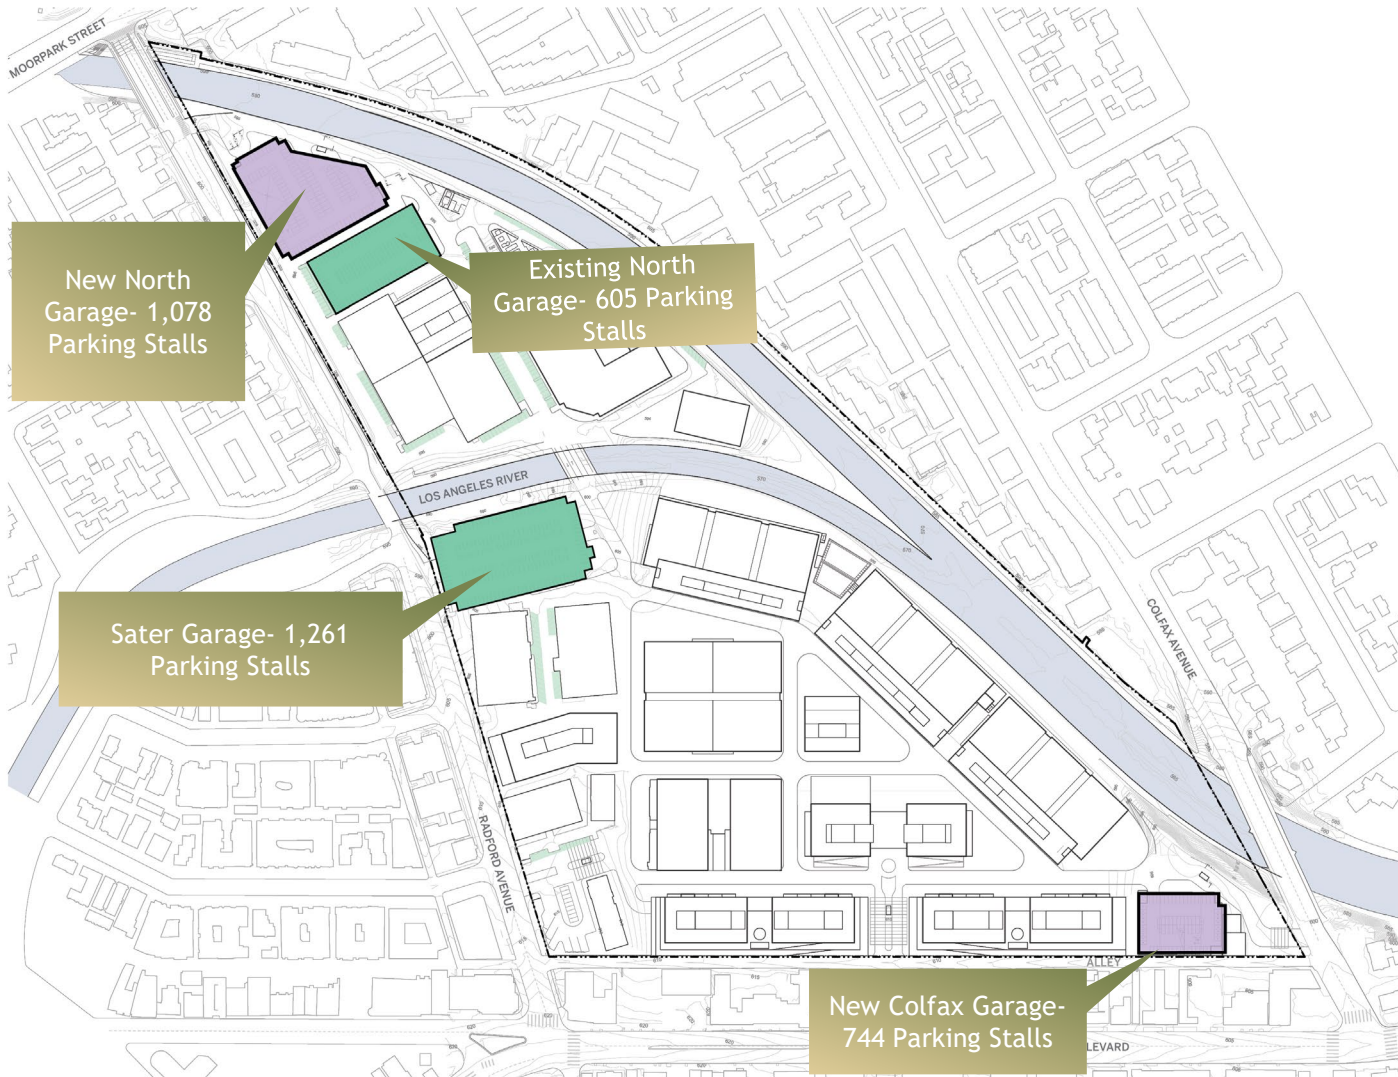 MOORPARK STREET
New North
Garage- 1,078
Parking Stalls
Existing North
Garage- 605 Parking
Stalls
LOS ANGELES RIVER
Sater Garage- 1,261
Parking Stalls
COLFAX AVENUE
RADFORD AVENUE
ALLEY
New Colfax Garage-
744 Parking Stalls
LEVARD